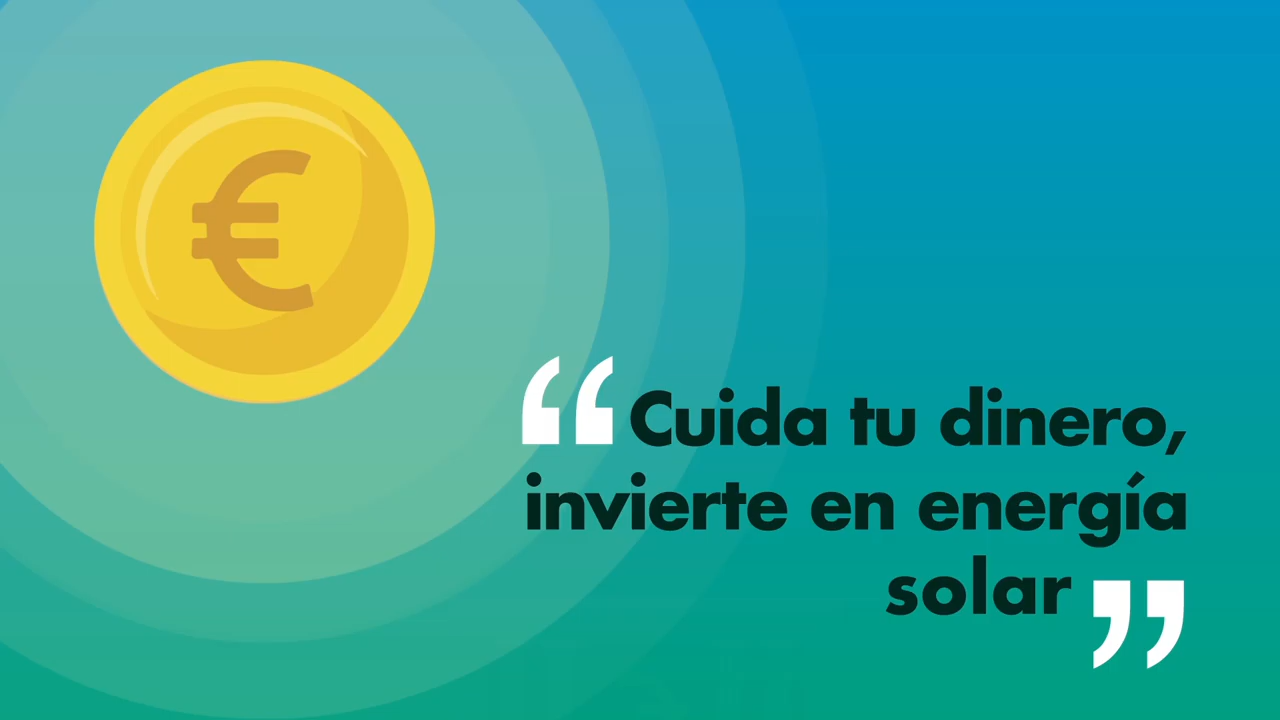 “Cuida tu dinero,
invierte en energía
solar”
€